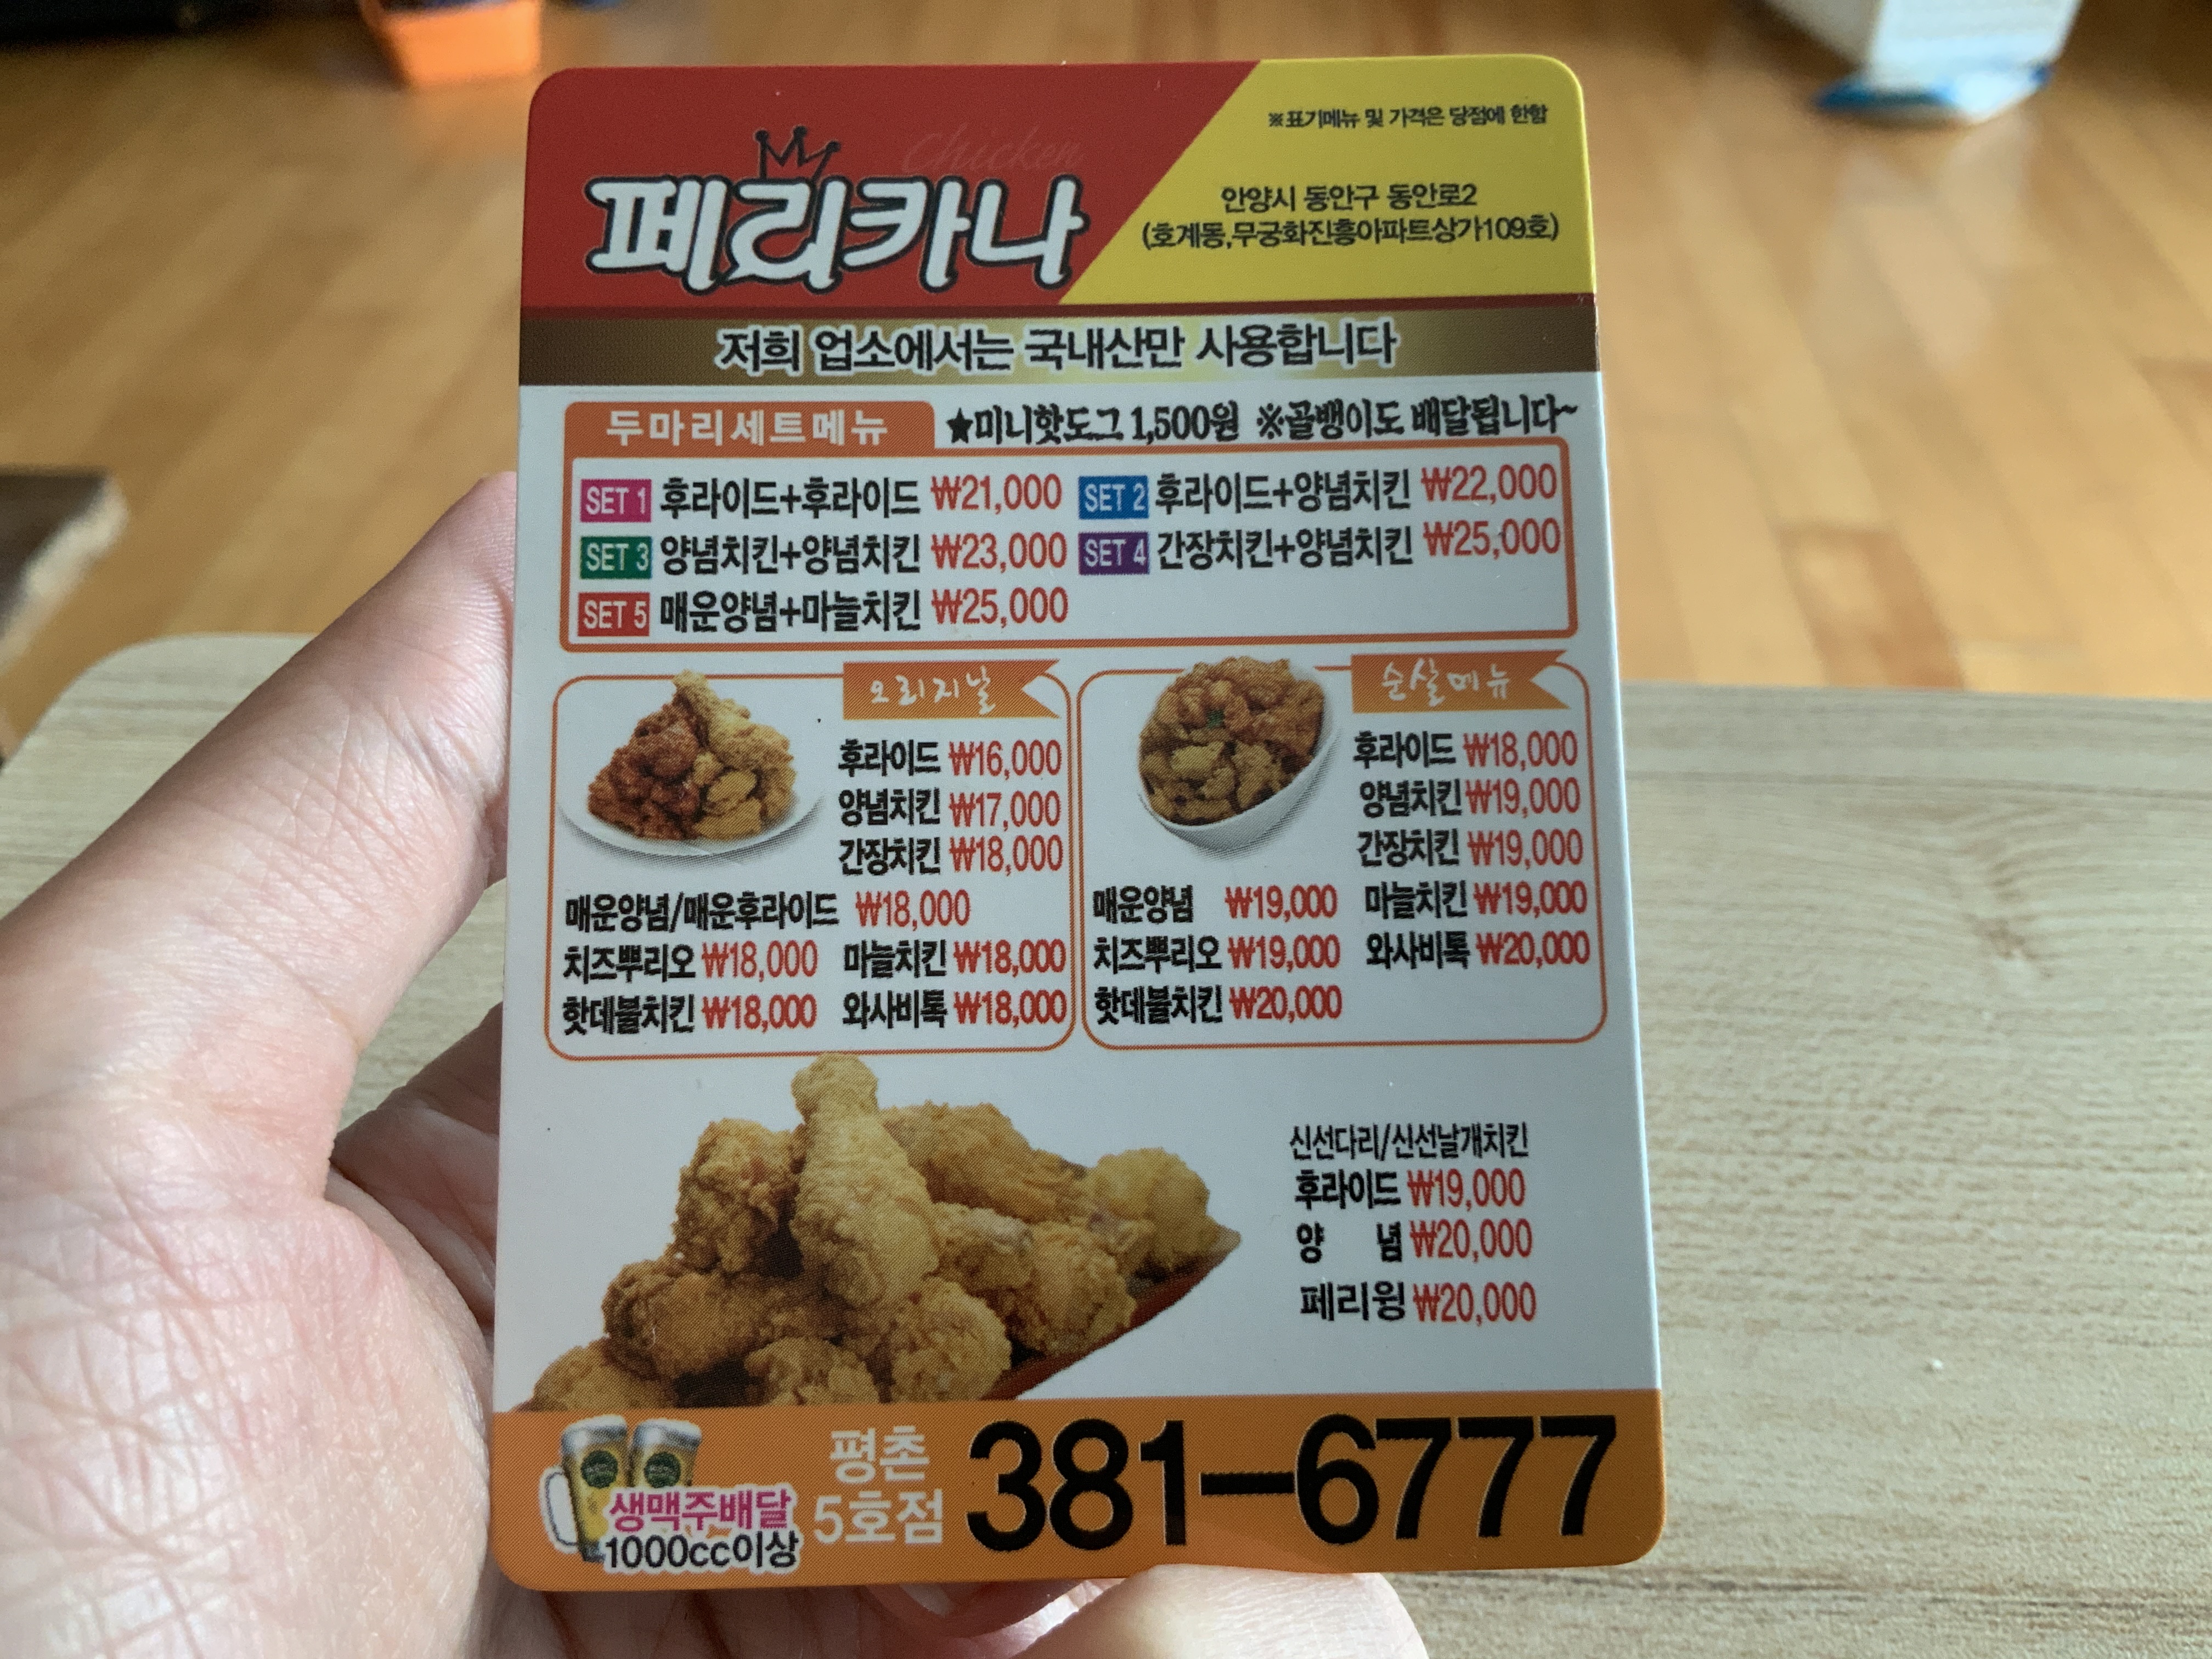 Chicken
페리카나
※표기메뉴 및 가격은 당점에 한함
안양시 동안구 동안로2
(호계동,무궁화진흥아파트상가109호)
저희 업소에서는 국내산만 사용합니다
두마리세트메뉴 ★미니핫도그 1,500원 ※골뱅이도 배달됩니다~
SET 1 후라이드+후라이드 ₩21,000 SET 2 후라이드+양념치킨 ₩22,000
SET 3 양념치킨+양념치킨 ₩23,000 SET 4 간장치킨+양념치킨 ₩25,000
SET 5 매운양념+마늘치킨 ₩25,000
오리지날
후라이드 ₩16,000
양념치킨 ₩17,000
간장치킨 ₩18,000
매운양념/매운후라이드 ₩18,000
치즈뿌리오 ₩18,000 마늘치킨 ₩18,000
핫데블치킨 ₩18,000 와사비톡 ₩18,000
순살메뉴
후라이드 ₩18,000
양념치킨 ₩19,000
간장치킨 ₩19,000
매운양념 ₩19,000 마늘치킨 ₩19,000
치즈뿌리오 ₩19,000 와사비톡 ₩20,000
핫데블치킨 ₩20,000
신선다리/신선날개치킨
후라이드 ₩19,000
양 념 ₩20,000
페리윙 ₩20,000
생맥주배달
1000cc이상
평촌
5호점
381-6777